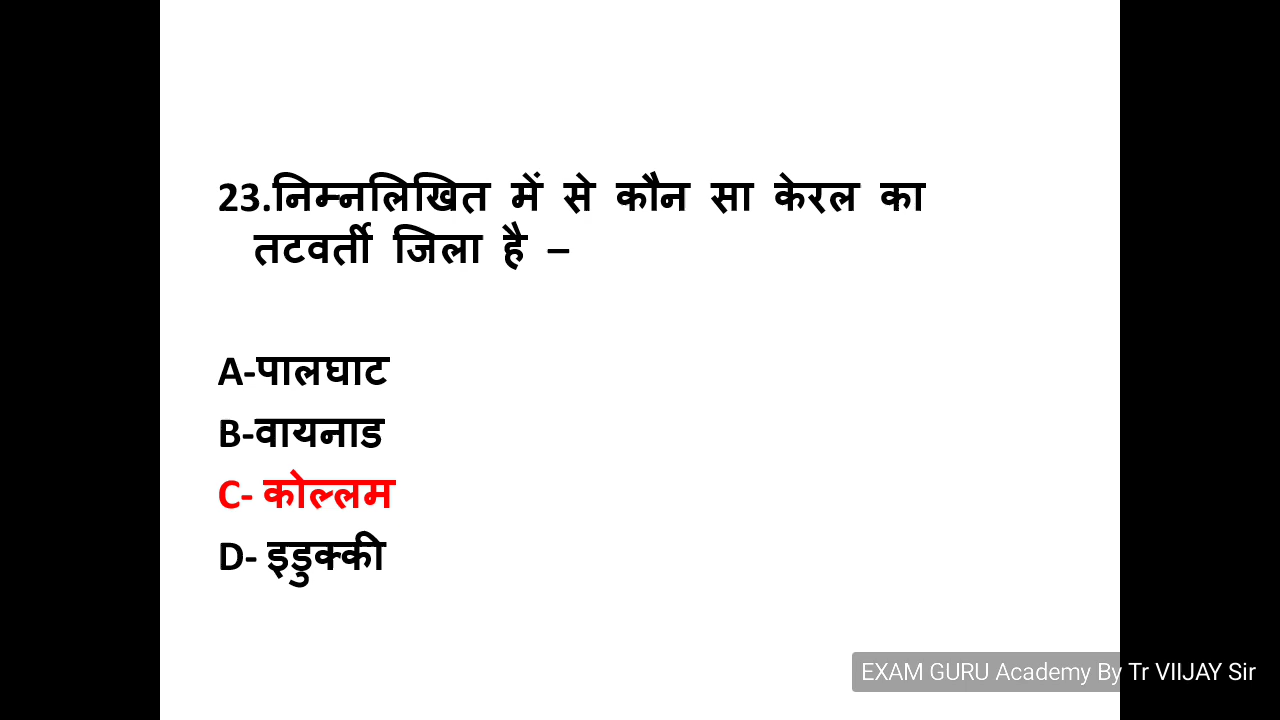 23.निम्नलिखित में से कौन सा केरल का
तटवर्ती जिला है –
A-पालघाट
B-वायनाड
C- कोल्लम
D- इडुक्की
EXAM GURU Academy By Tr VIIJAY Sir